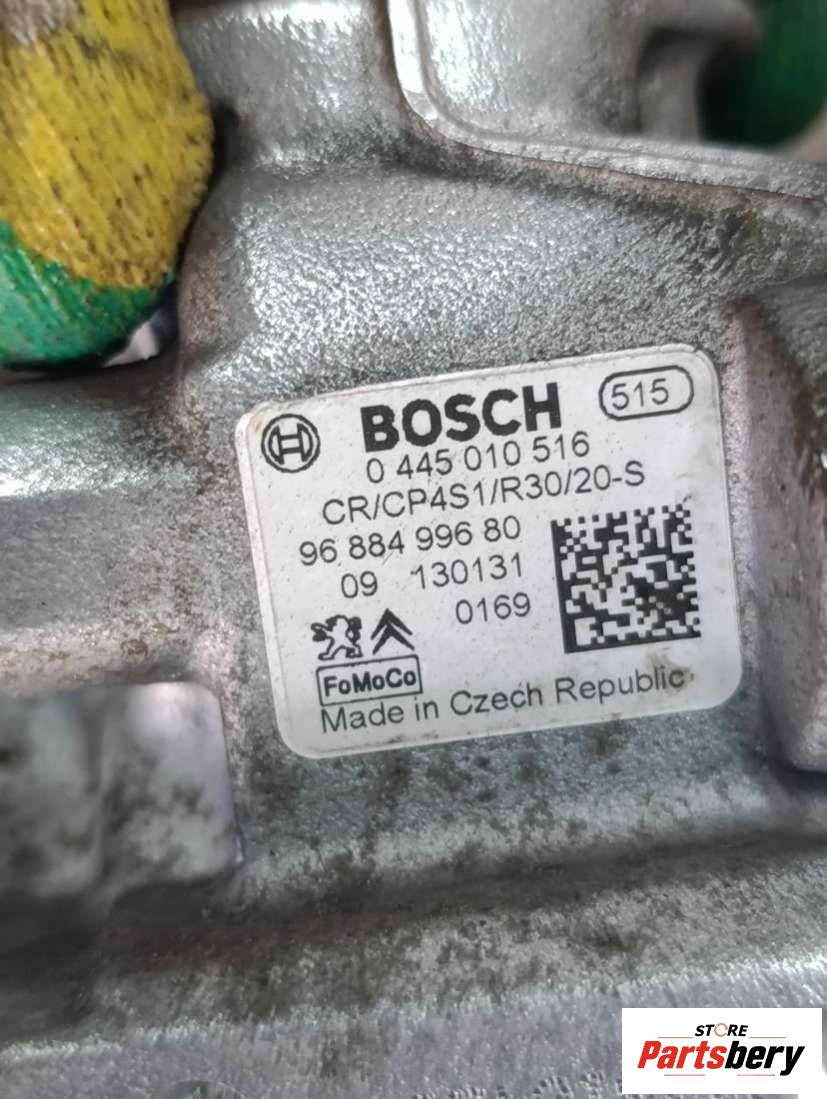 BOSCH 515
0 445 010 516
CR/CP4S1/R30/20-S
96 884 996 80
09 130131
0169
FoMoCo
Made in Czech Republic
STORE
Partsbery